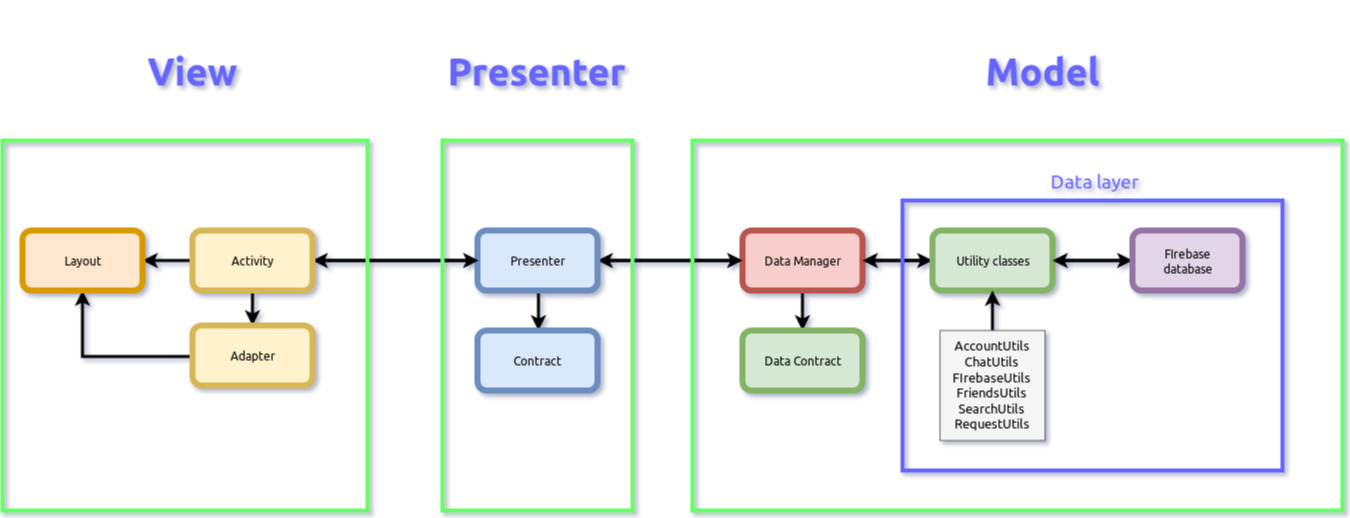 View
Presenter
Model
Data layer
Layout
Activity
Presenter
Data Manager
Utility classes
FIrebase
database
Adapter
Contract
Data Contract
AccountUtils
ChatUtils
FIrebaseUtils
FriendsUtils
SearchUtils
RequestUtils